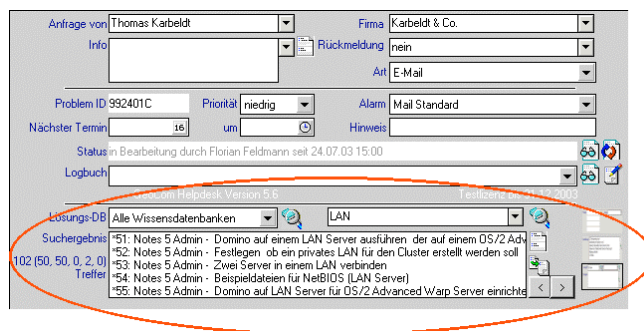 Anfrage von Thomas Karbeldt Firma Karbeldt & Co.
Info Rückmeldung nein
Art E-Mail
Problem ID 992401C Priorität niedrig Alarm Mail Standard
Nächster Termin 16 um Hinweis
Status in Bearbeitung durch Florian Feldmann seit 24.07.03 15:00
Logbuch
GeoCom Helpdesk Version 5.6 Testlizenz bis 31.12.2003
Lösungs-DB Alle Wissensdatenbanken LAN
Suchergebnis *51: Notes 5 Admin - Domino auf einem LAN Server ausführen der auf einem OS/2 Adv
*52: Notes 5 Admin - Festlegen ob ein privates LAN für den Cluster erstellt werden soll
102 (50, 50, 0, 2, 0) *53: Notes 5 Admin - Zwei Server in einem LAN verbinden
Treffer *54: Notes 5 Admin - Beispieldateien für NetBIOS (LAN Server)
*55: Notes 5 Admin - Domino auf LAN Server für OS/2 Advanced Warp Server einrichte < >